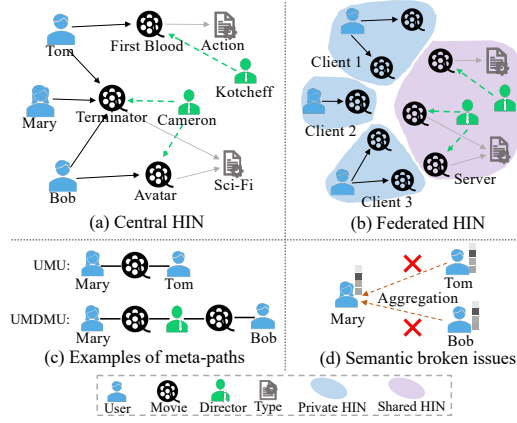 Tom
First Blood
Action
Kotcheff
Mary
Terminator
Cameron
Bob
Avatar
Sci-Fi
(a) Central HIN
Client 1
Client 2
Client 3
Server
(b) Federated HIN
UMU:
Mary
Tom
UMDMU:
Mary
Bob
(c) Examples of meta-paths
Tom
Aggregation
Mary
Bob
(d) Semantic broken issues
User
Movie
Director
Type
Private HIN
Shared HIN